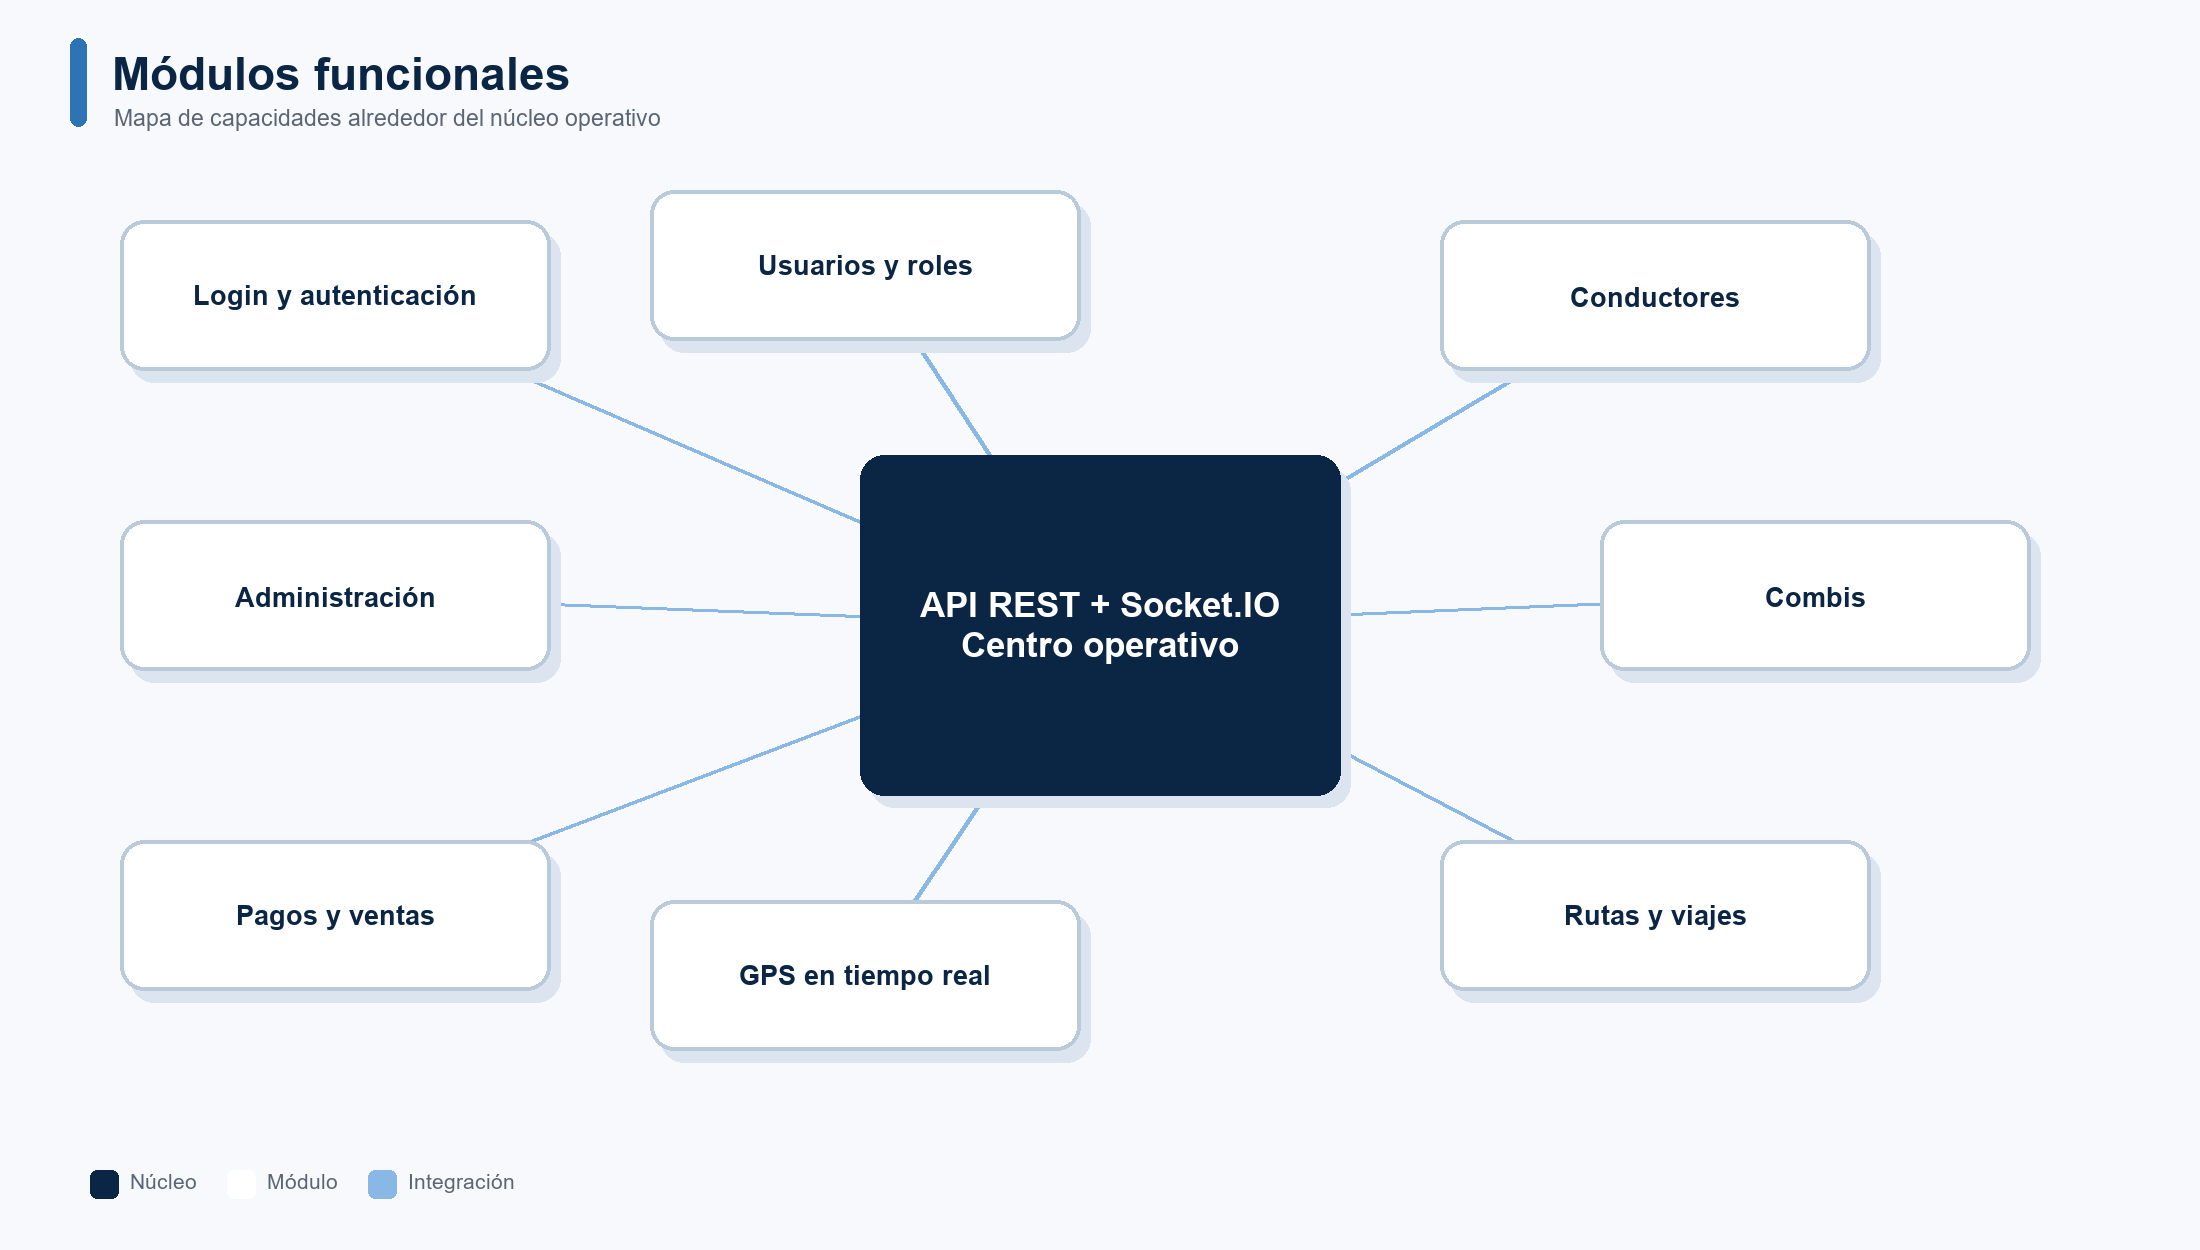 Módulos funcionales
Mapa de capacidades alrededor del núcleo operativo
Login y autenticación
Usuarios y roles
Conductores
Administración
API REST + Socket.IO
Centro operativo
Combis
Pagos y ventas
GPS en tiempo real
Rutas y viajes
Núcleo
Módulo
Integración